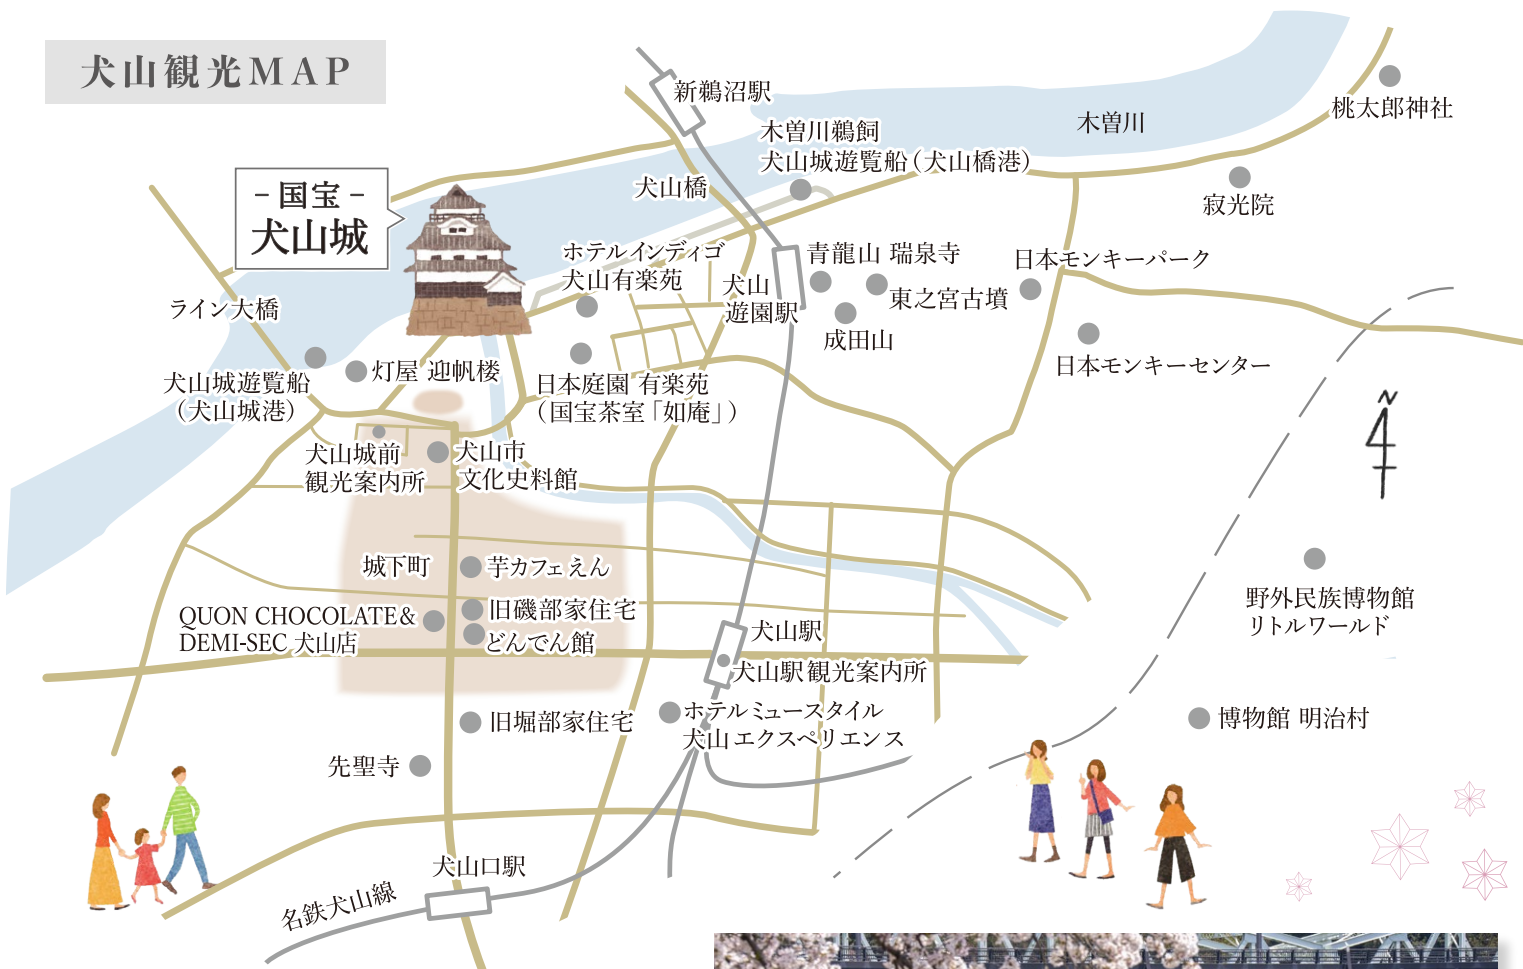 犬山観光MAP
新鵜沼駅
桃太郎神社
木曽川
木曽川鵜飼
犬山城遊覧船（犬山橋港）
犬山橋
寂光院
－国宝－
犬山城
ホテルインディゴ
犬山有楽苑
青龍山 瑞泉寺
日本モンキーパーク
犬山
遊園駅
東之宮古墳
ライン大橋
成田山
日本モンキーセンター
灯屋 迎帆楼
犬山城遊覧船
（犬山城港）
日本庭園 有楽苑
（国宝茶室「如庵」）
N
犬山城前
観光案内所
犬山市
文化史料館
城下町
芋カフェえん
旧磯部家住宅
QUON CHOCOLATE&
DEMI-SEC 犬山店
どんでん館
野外民族博物館
リトルワールド
犬山駅
犬山駅観光案内所
旧堀部家住宅
ホテルミュースタイル
犬山エクスペリエンス
博物館 明治村
先聖寺
犬山口駅
名鉄犬山線